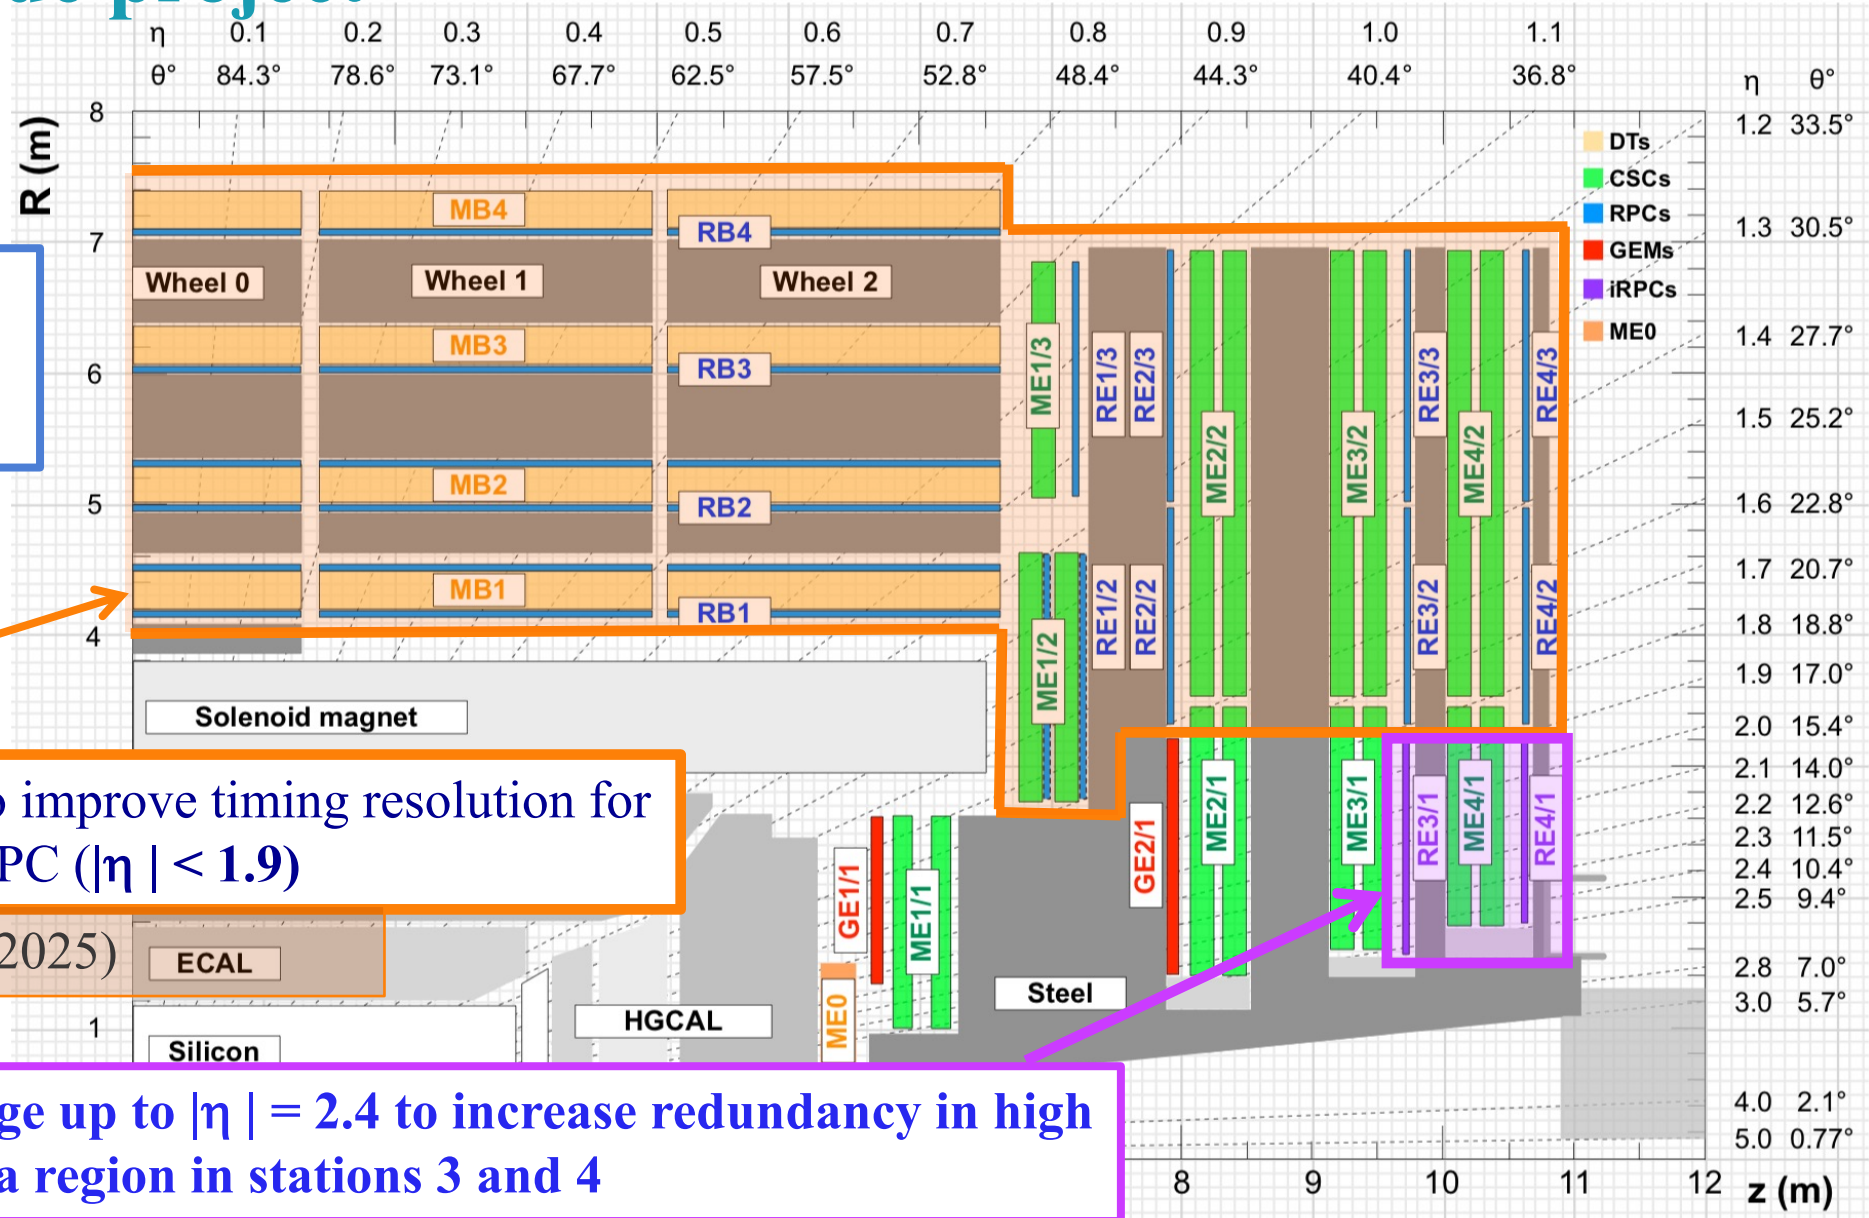 project
η 0.1 0.2 0.3 0.4 0.5 0.6 0.7 0.8 0.9 1.0 1.1
θ° 84.3° 78.6° 73.1° 67.7° 62.5° 57.5° 52.8° 48.4° 44.3° 40.4° 36.8° η θ°
R (m)
8
7
6
5
4
1
1.2 33.5°
1.3 30.5°
1.4 27.7°
1.5 25.2°
1.6 22.8°
1.7 20.7°
1.8 18.8°
1.9 17.0°
2.0 15.4°
2.1 14.0°
2.2 12.6°
2.3 11.5°
2.4 10.4°
2.5 9.4°
2.8 7.0°
3.0 5.7°
4.0 2.1°
5.0 0.77°
DTs
CSCs
RPCs
GEMs
iRPCs
ME0
MB4
RB4
Wheel 0 Wheel 1 Wheel 2
MB3
RB3
MB2
RB2
MB1
RB1
ME1/3
RE1/3
RE2/3
ME2/2
ME3/2
RE3/3
ME4/2
RE4/3
ME1/2
RE1/2
RE2/2
RE3/2
RE4/2
Solenoid magnet
improve timing resolution for
PC (|η | < 1.9)
2025)
ECAL
Silicon
HGCAL
GE1/1
ME0
ME1/1
Steel
GE2/1
ME2/1
ME3/1
RE3/1
ME4/1
RE4/1
ge up to |η | = 2.4 to increase redundancy in high
a region in stations 3 and 4
8 9 10 11 12 z (m)